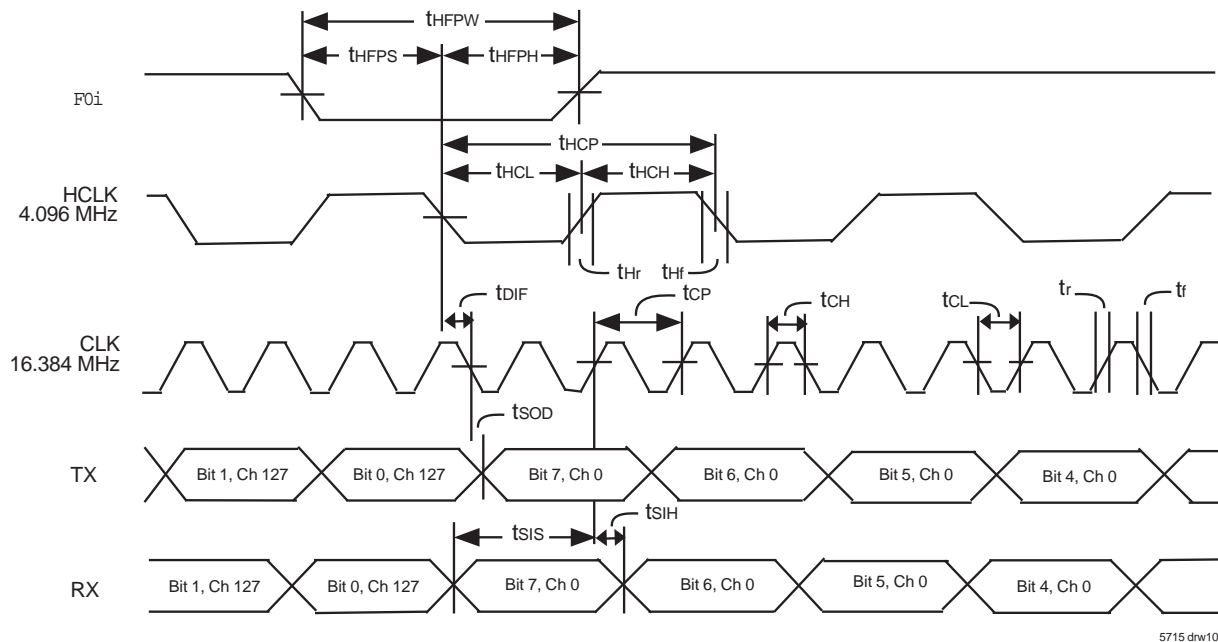 tHFPW
tHFPS
tHFPH
F0i
tHCP
tHCL
tHCH
HCLK
4.096 MHz
tHr
tHf
tDIF
tCP
tCH
tCL
tr
tf
CLK
16.384 MHz
tSOD
TX
Bit 1, Ch 127
Bit 0, Ch 127
Bit 7, Ch 0
Bit 6, Ch 0
Bit 5, Ch 0
Bit 4, Ch 0
tSIS
tSIH
RX
Bit 1, Ch 127
Bit 0, Ch 127
Bit 7, Ch 0
Bit 6, Ch 0
Bit 5, Ch 0
Bit 4, Ch 0
5715 drw10